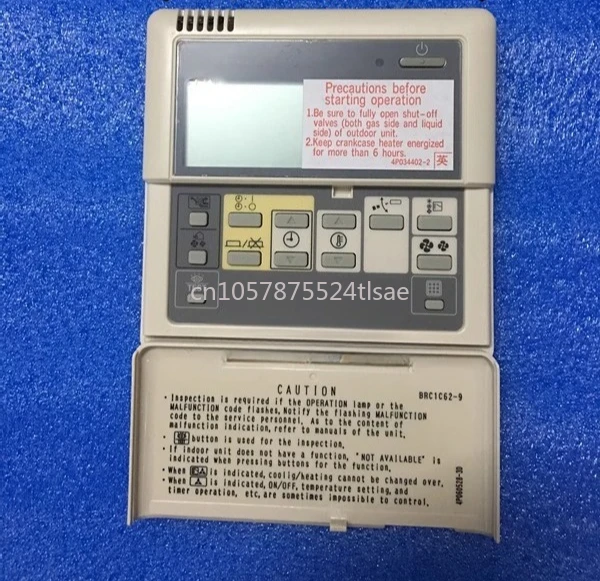 Precautions before
starting operation
1.Be sure to fully open shut-off
valves (both gas side and liquid
side) of outdoor unit.
2.Keep crankcase heater energized
for more than 6 hours.
4P034402-2 英
cn1057875524tlsae
CAUTION
BRC1C62-9
• Inspection is required if the OPERATION lamp or the
MALFUNCTION code flashes. Notify the flashing MALFUNCTION
code to the service personnel. As to the content of
malfunction indication, refer to manuals of the unit.
• button is used for the inspection.
• If indoor unit does not have a function, "NOT AVAILABLE" is
indicated when pressing buttons for the function.
• When is indicated, coolig/heating cannot be changed over.
• When is indicated, ON/OFF, temperature setting, and
timer operation, etc, are sometimes impossible to control.
4P060528-3D